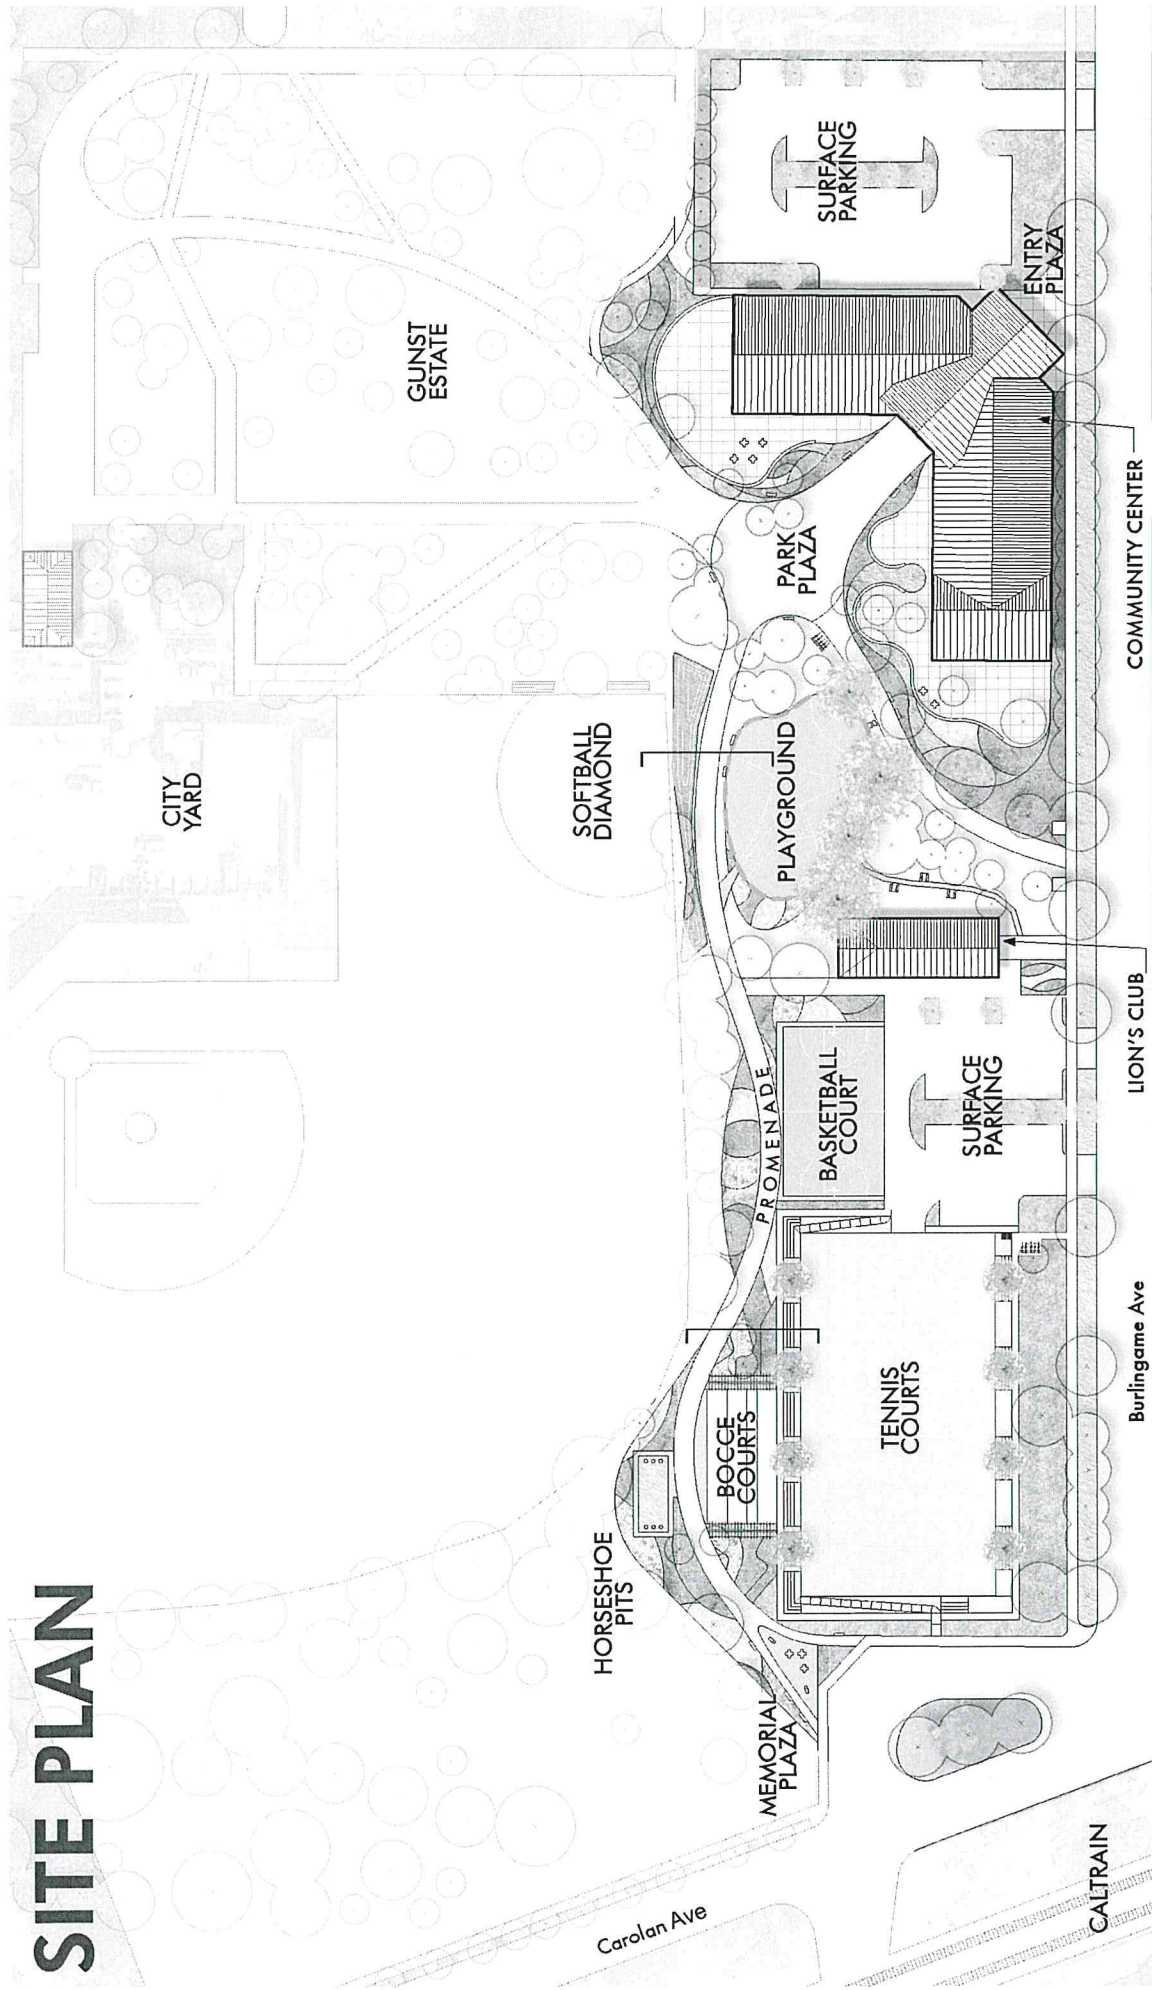 SITE PLAN
CITY
YARD
GUNST
ESTATE
HORSESHOE
PITS
SOFTBALL
DIAMOND
MEMORIAL
PLAZA
BOCCE
COURTS
PROMENADE
PLAYGROUND
PARK
PLAZA
SURFACE
PARKING
BASKETBALL
COURT
TENNIS
COURTS
SURFACE
PARKING
ENTRY
PLAZA
Carolan Ave
CALTRAIN
Burlingame Ave
LION'S CLUB
COMMUNITY CENTER